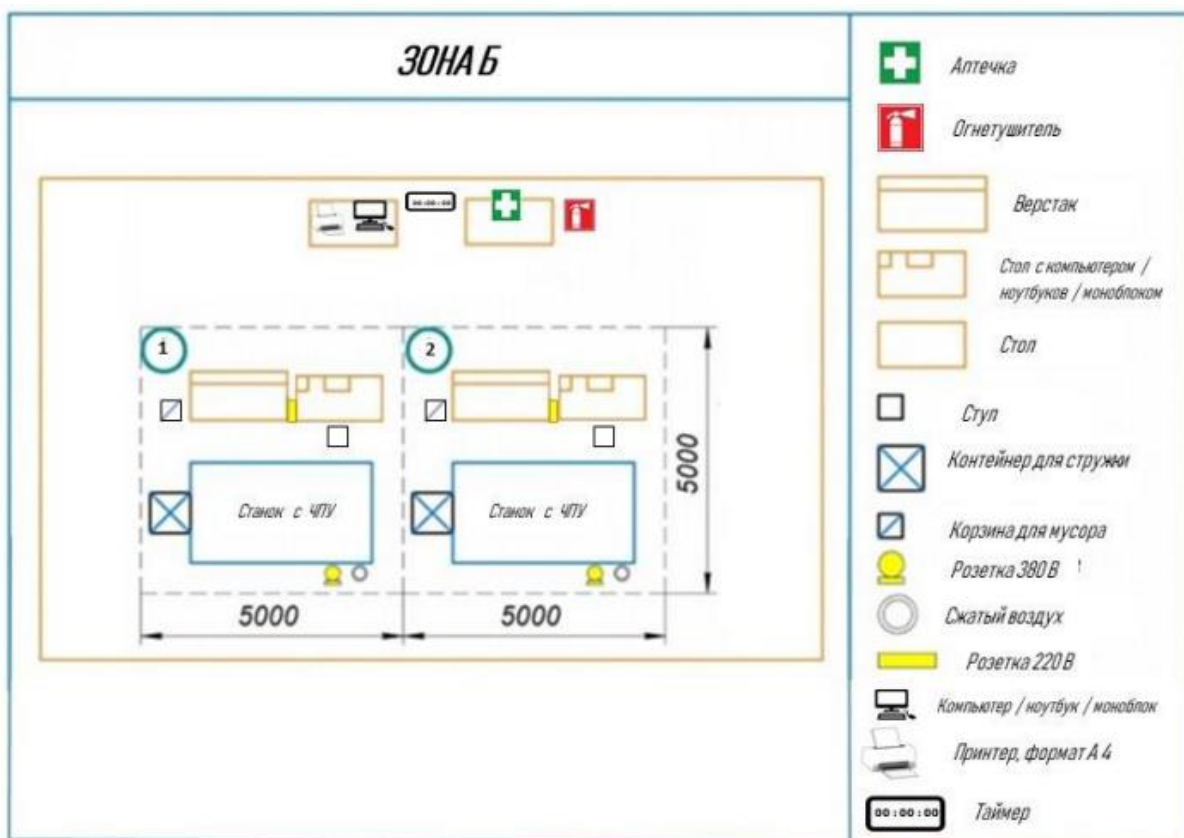 ЗОНА Б
00:00:00
1
2
Станок с ЧПУ
Станок с ЧПУ
5000
5000
5000
Аптечка
Огнетушитель
Верстак
Стол с компьютером /
ноутбуков / моноблоком
Стол
Стул
Контейнер для стружки
Корзина для мусора
Розетка 380 В
Сжатый воздух
Розетка 220 В
Компьютер / ноутбук / моноблок
Принтер, формат А 4
00:00:00
Таймер